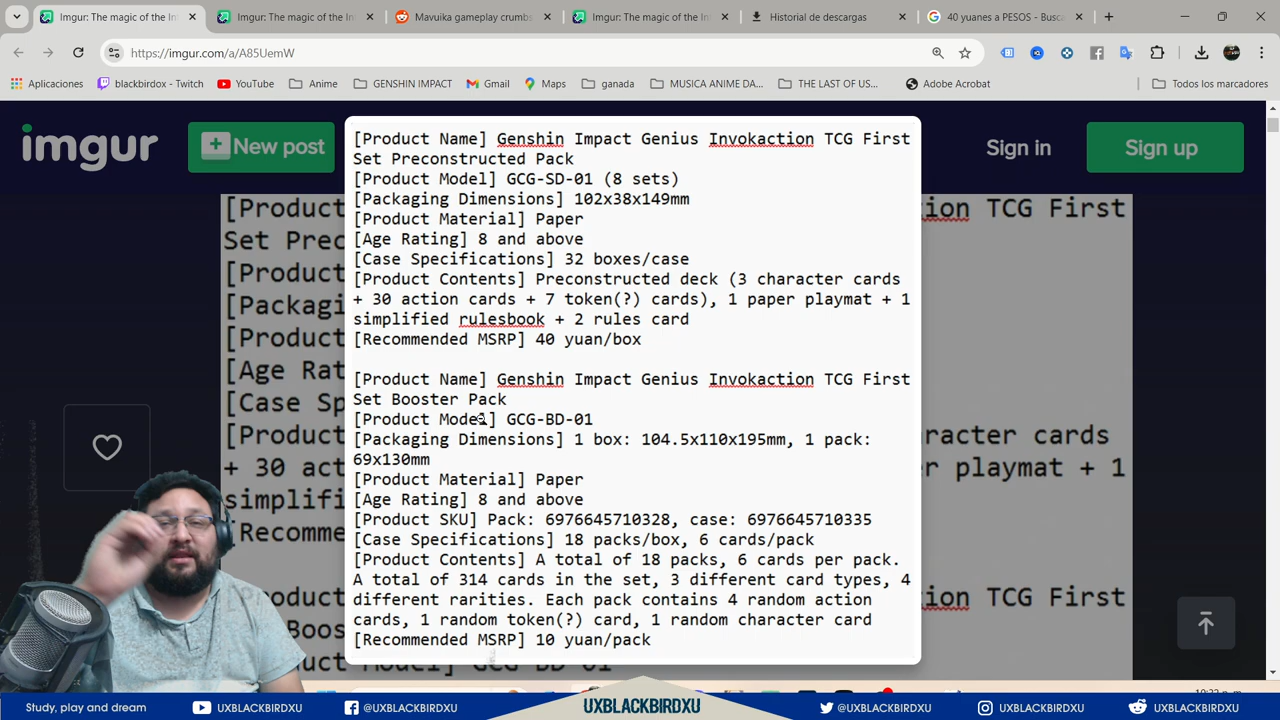 Imgur: The magic of the In
Imgur: The magic of the In
Mavuika gameplay crumbs
Imgur: The magic of the In
Historial de descargas
40 yuanes a PESOS - Busca
https://imgur.com/a/A85UemW
Aplicaciones
blackbirdox - Twitch
YouTube
Anime
GENSHIN IMPACT
Gmail
Maps
ganada
MUSICA ANIME DA...
THE LAST OF US...
Adobe Acrobat
Todos los marcadores
imgur
New post
Sign in
Sign up
[Product Name] Genshin Impact Genius Invokaction TCG First
Set Preconstructed Pack
[Product Model] GCG-SD-01 (8 sets)
[Packaging Dimensions] 102x38x149mm
[Product Material] Paper
[Age Rating] 8 and above
[Case Specifications] 32 boxes/case
[Product Contents] Preconstructed deck (3 character cards
+ 30 action cards + 7 token(?) cards), 1 paper playmat + 1
simplified rulesbook + 2 rules card
[Recommended MSRP] 40 yuan/box
[Product Name] Genshin Impact Genius Invokaction TCG First
Set Booster Pack
[Product Model] GCG-BD-01
[Packaging Dimensions] 1 box: 104.5x110x195mm, 1 pack:
69x130mm
[Product Material] Paper
[Age Rating] 8 and above
[Product SKU] Pack: 6976645710328, case: 6976645710335
[Case Specifications] 18 packs/box, 6 cards/pack
[Product Contents] A total of 18 packs, 6 cards per pack.
A total of 314 cards in the set, 3 different card types, 4
different rarities. Each pack contains 4 random action
cards, 1 random token(?) card, 1 random character card
[Recommended MSRP] 10 yuan/pack
Study, play and dream
UXBLACKBIRDXU
@UXBLACKBIRDXU
UXBLACKBIRDXU
@UXBLACKBIRDXU
@UXBLACKBIRDXU
UXBLACKBIRDXU